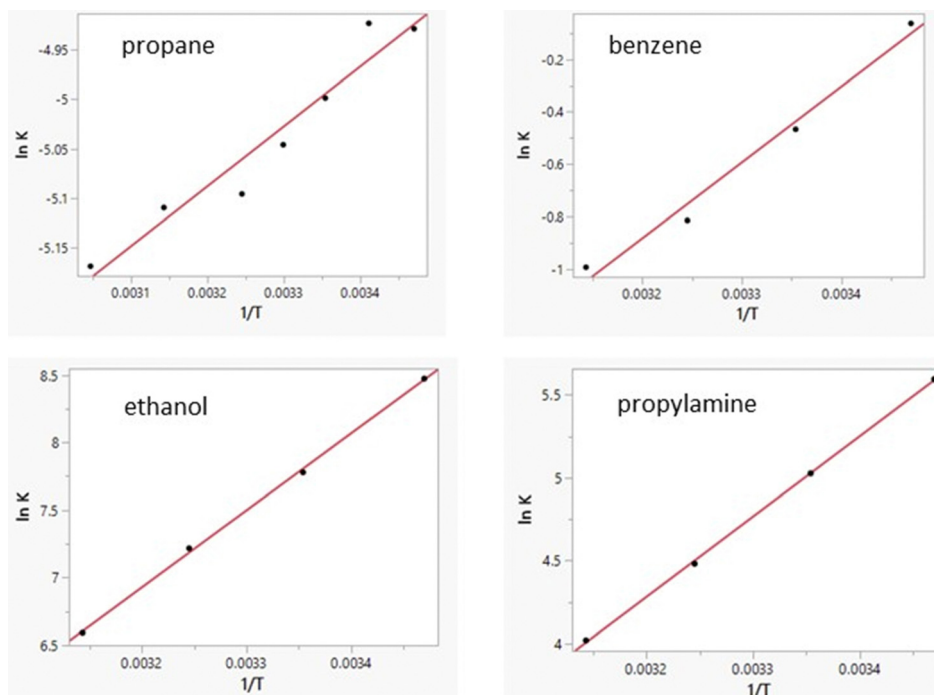 propane
ln K
-4.95
-5
-5.05
-5.1
-5.15
0.0031 0.0032 0.0033 0.0034
1/T
benzene
ln K
-0.2
-0.4
-0.6
-0.8
-1
0.0032 0.0033 0.0034
1/T
ethanol
ln K
8.5
8
7.5
7
6.5
0.0032 0.0033 0.0034
1/T
propylamine
ln K
5.5
5
4.5
4
0.0032 0.0033 0.0034
1/T